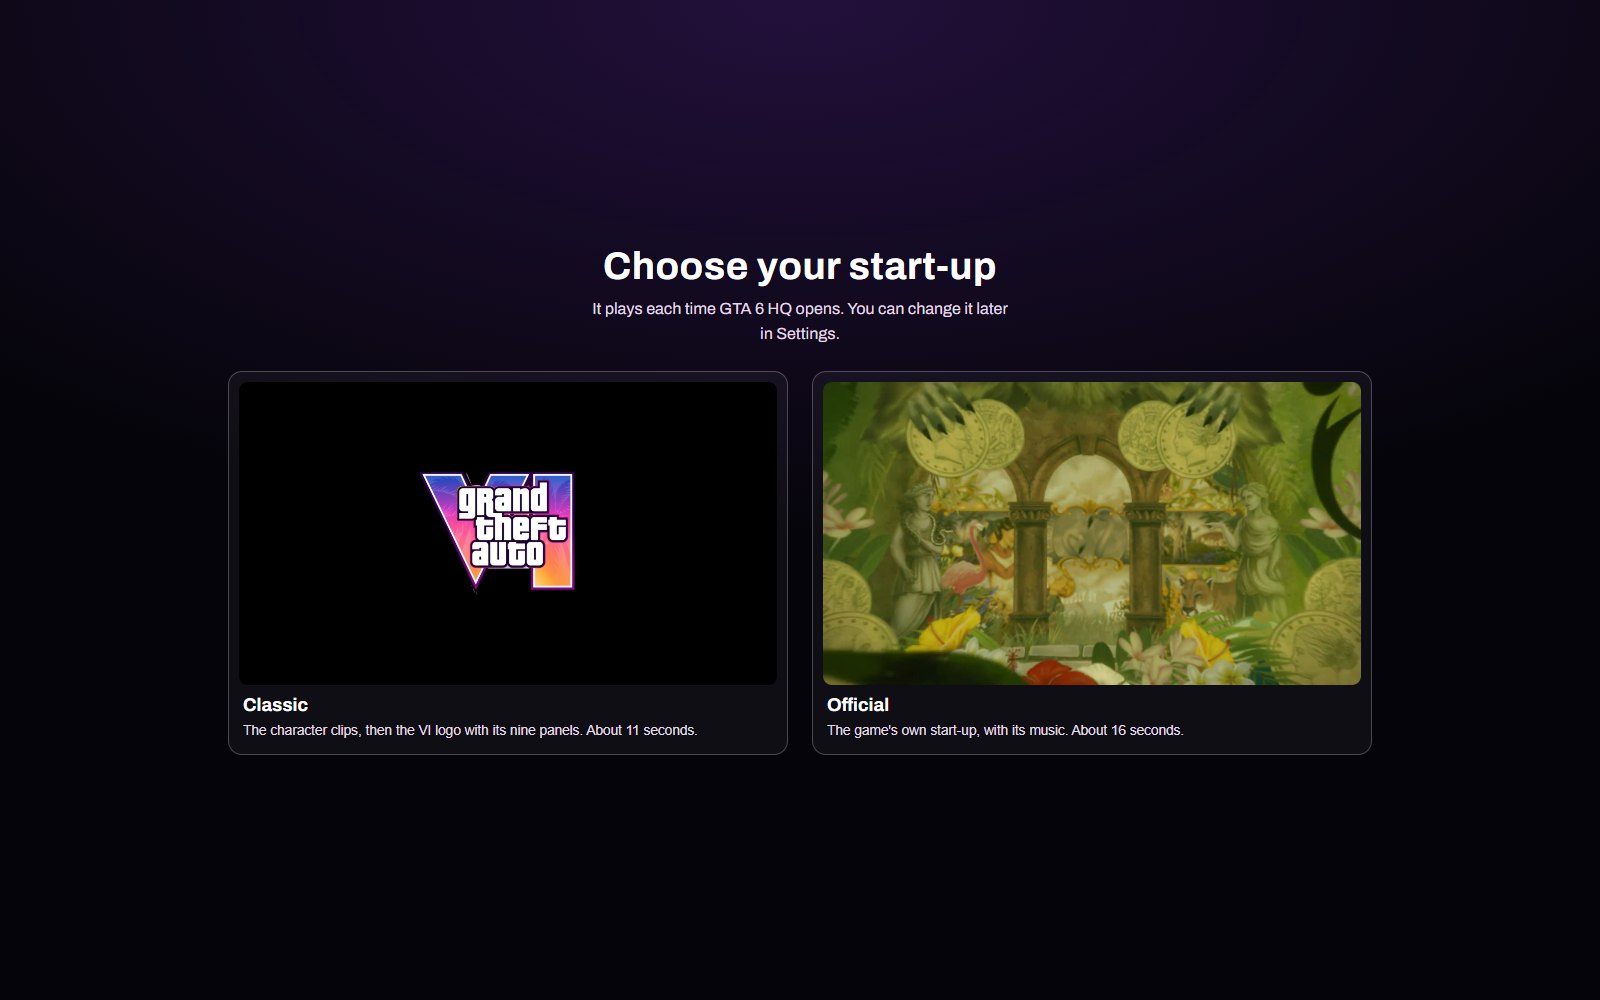 Choose your start-up
It plays each time GTA 6 HQ opens. You can change it later
in Settings.
VI
grand
theft
auto
Classic
The character clips, then the VI logo with its nine panels. About 11 seconds.
Official
The game's own start-up, with its music. About 16 seconds.